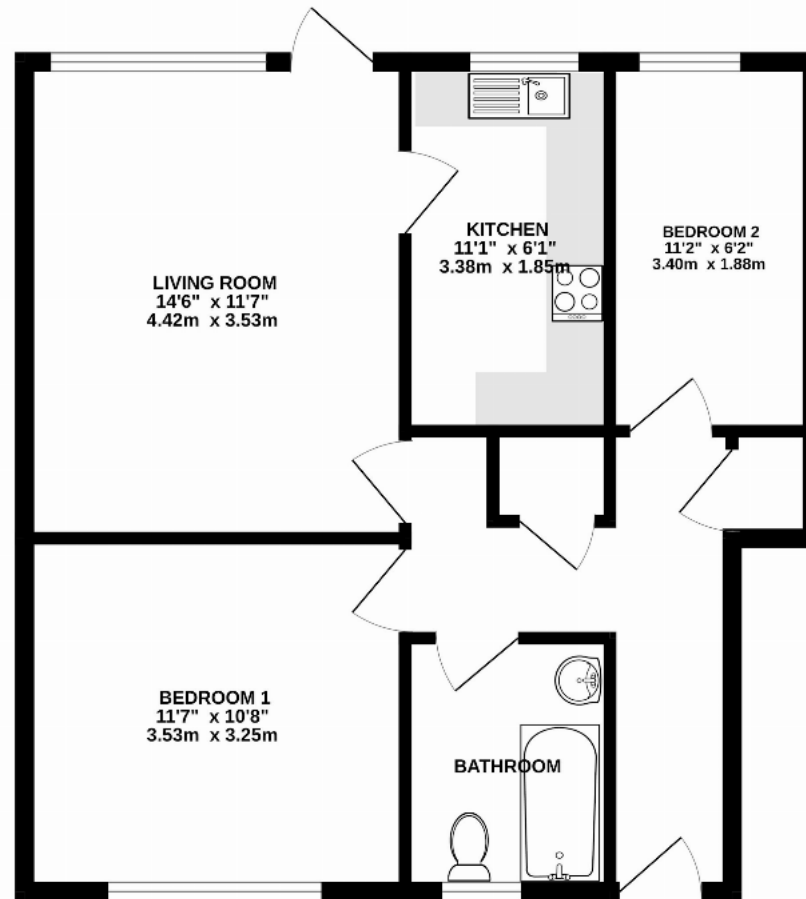 KITCHEN
11'1" x 6'1"
3.38m x 1.85m
BEDROOM 2
11'2" x 6'2"
3.40m x 1.88m
LIVING ROOM
14'6" x 11'7"
4.42m x 3.53m
BEDROOM 1
11'7" x 10'8"
3.53m x 3.25m
BATHROOM